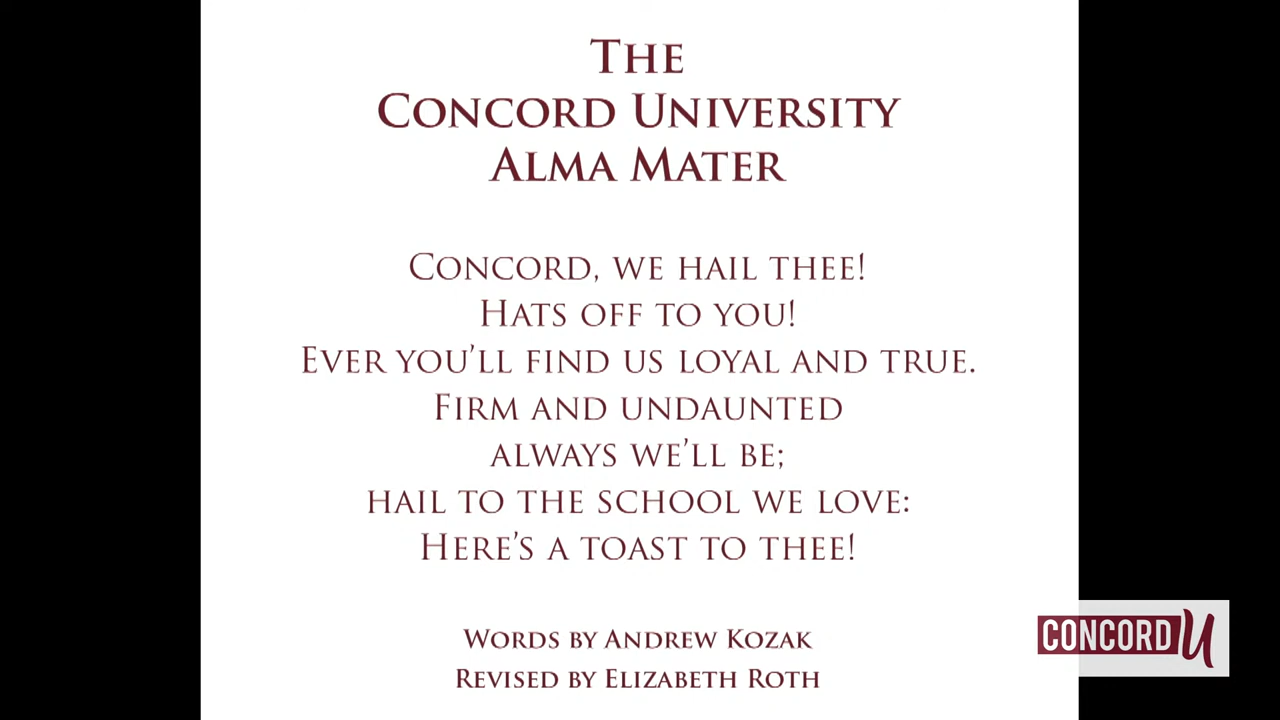 The
Concord University
Alma Mater
Concord, we hail thee!
Hats off to you!
Ever you'll find us loyal and true.
Firm and undaunted
always we'll be;
hail to the school we love:
Here's a toast to thee!
Words by Andrew Kozak
Revised by Elizabeth Roth
CONCORD U